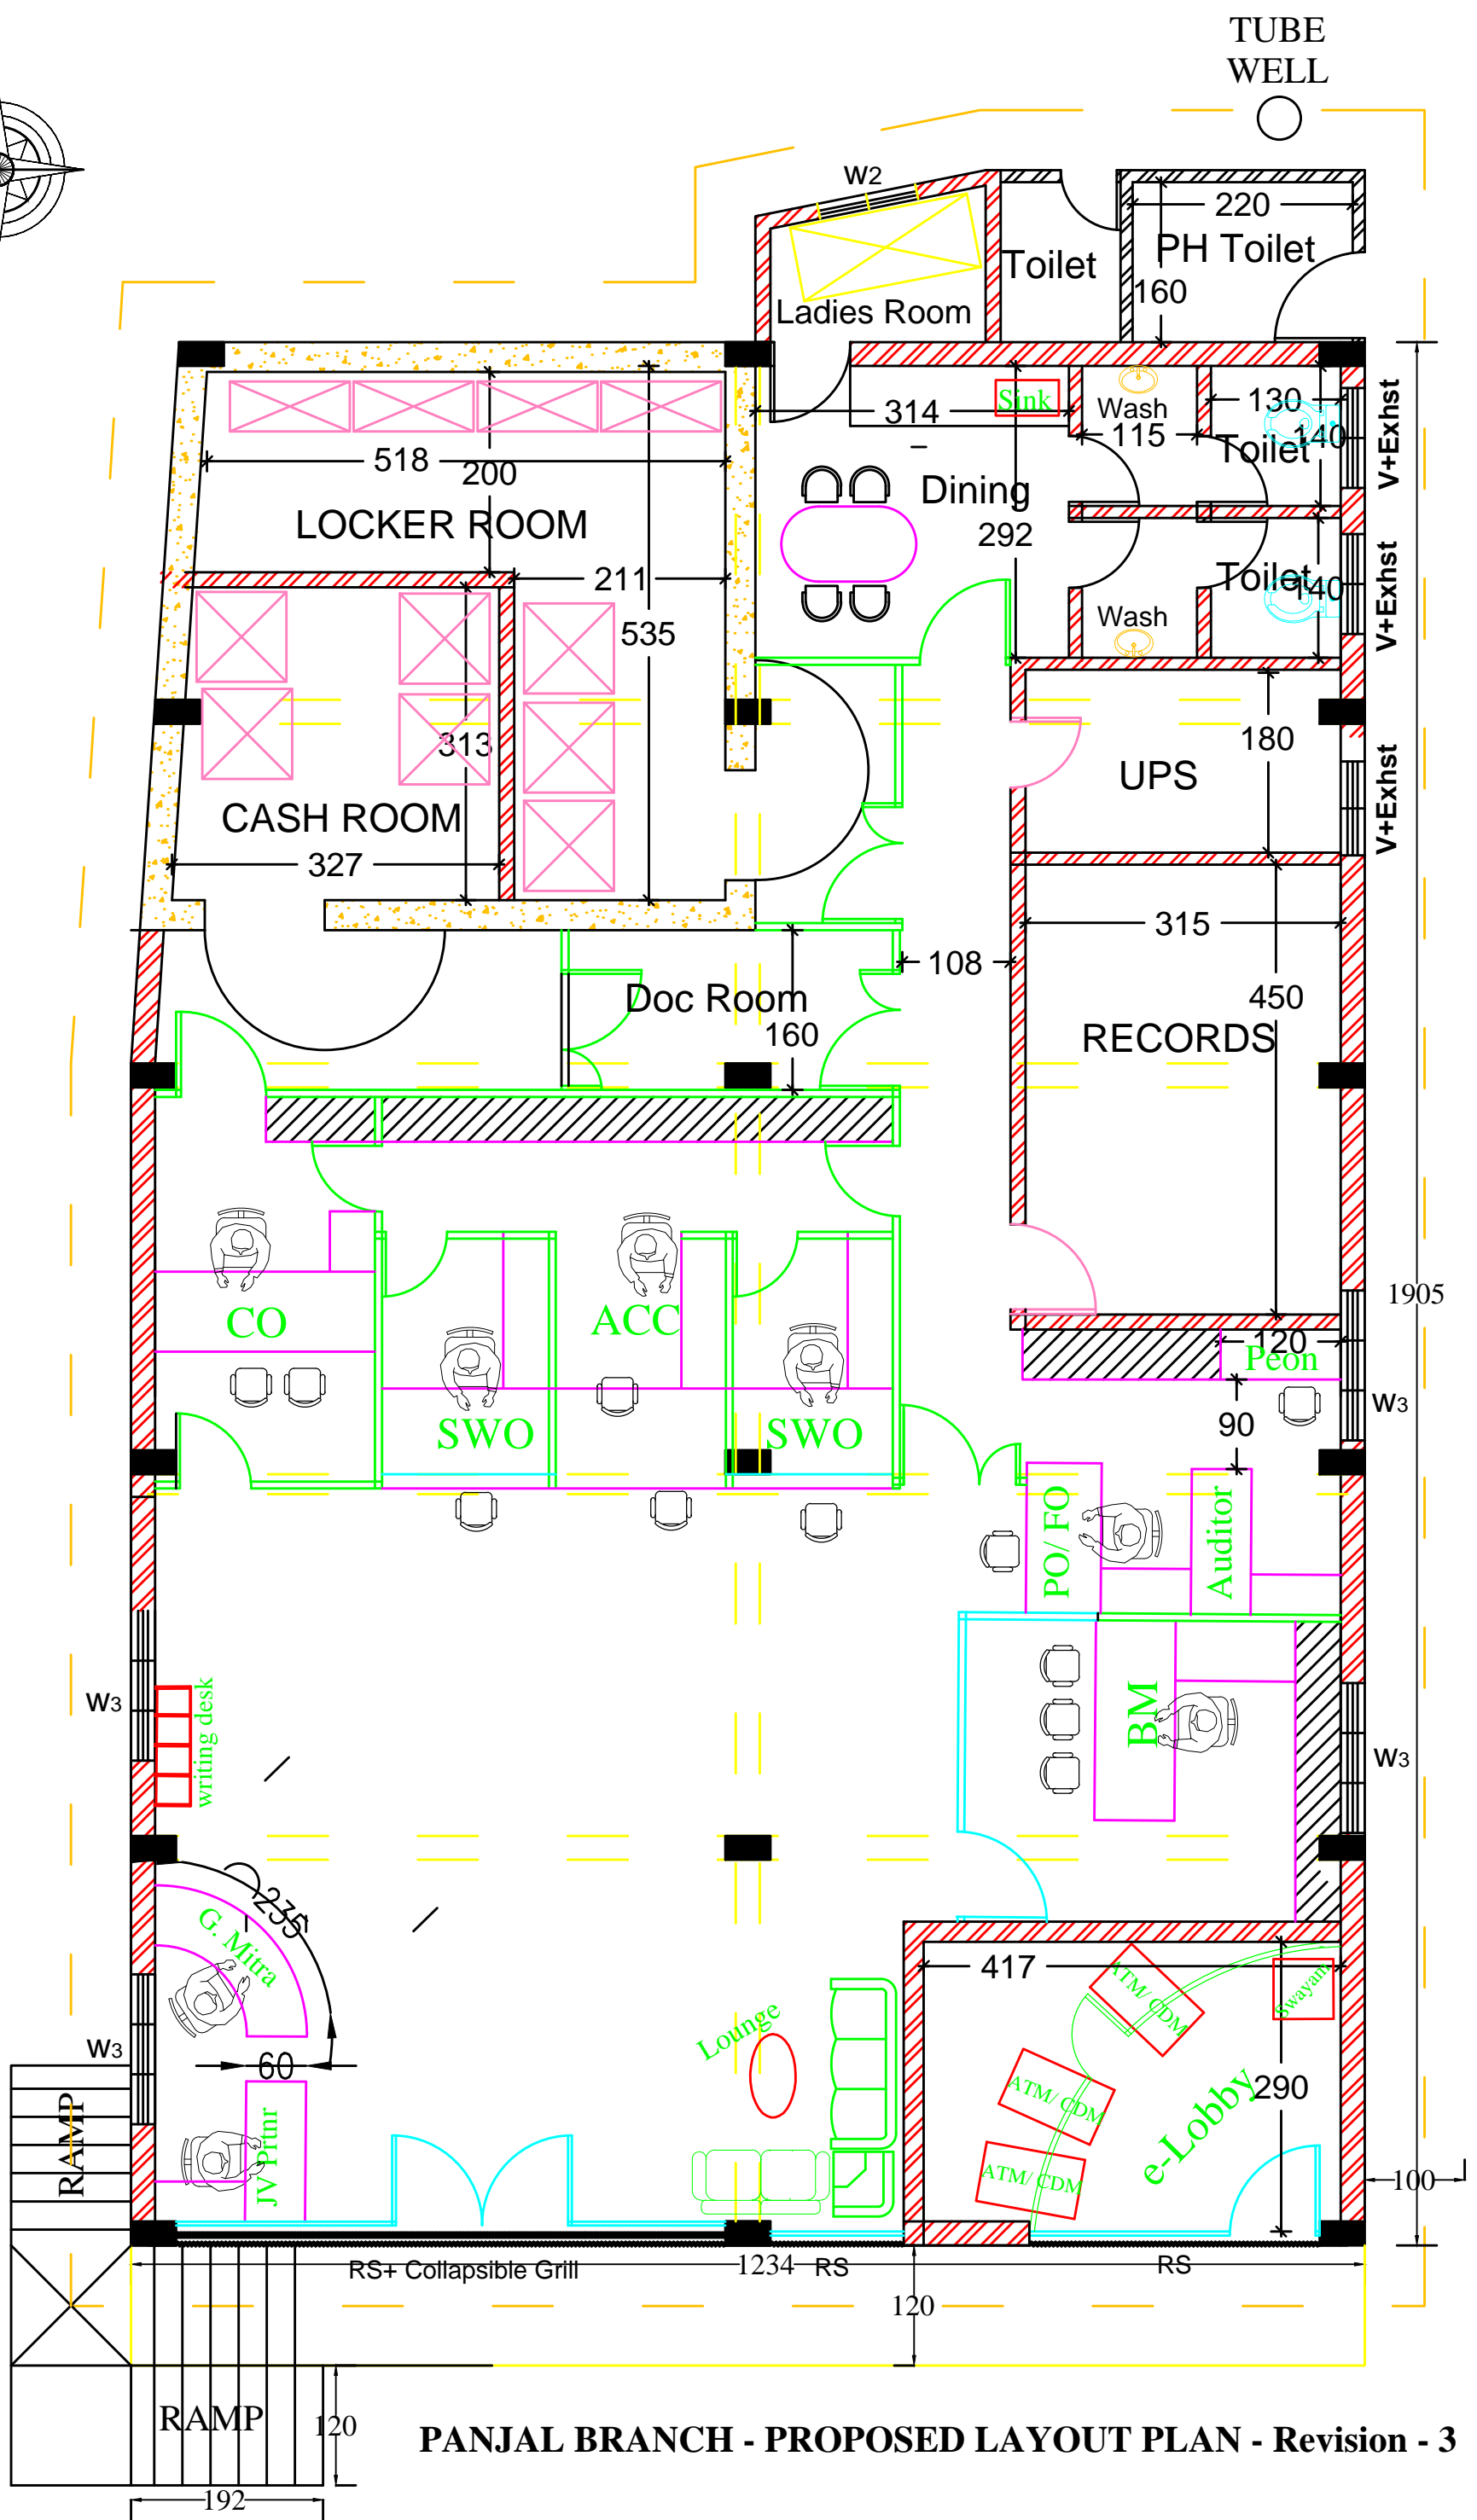 TUBE
WELL
W2
220
Toilet
PH Toilet
160
Ladies Room
Sink
Wash
130
V+Exhst
314
115
Toilet
140
518
200
Dining
LOCKER ROOM
292
V+Exhst
211
Toilet
140
535
Wash
313
180
UPS
V+Exhst
CASH ROOM
327
315
108
Doc Room
450
160
RECORDS
1905
CO
ACC
120
Peon
W3
SWO
SWO
90
PO/ FO
Auditor
W3
writing desk
BM
W3
235
G. Mitra
417
ATM/ CDM
Swayam
Lounge
W3
60
ATM/ CDM
290
RAMP
JV Prtnr
e-Lobby
ATM/ CDM
100
RS+ Collapsible Grill
1234
RS
RS
120
RAMP
120
PANJAL BRANCH - PROPOSED LAYOUT PLAN - Revision - 3
192